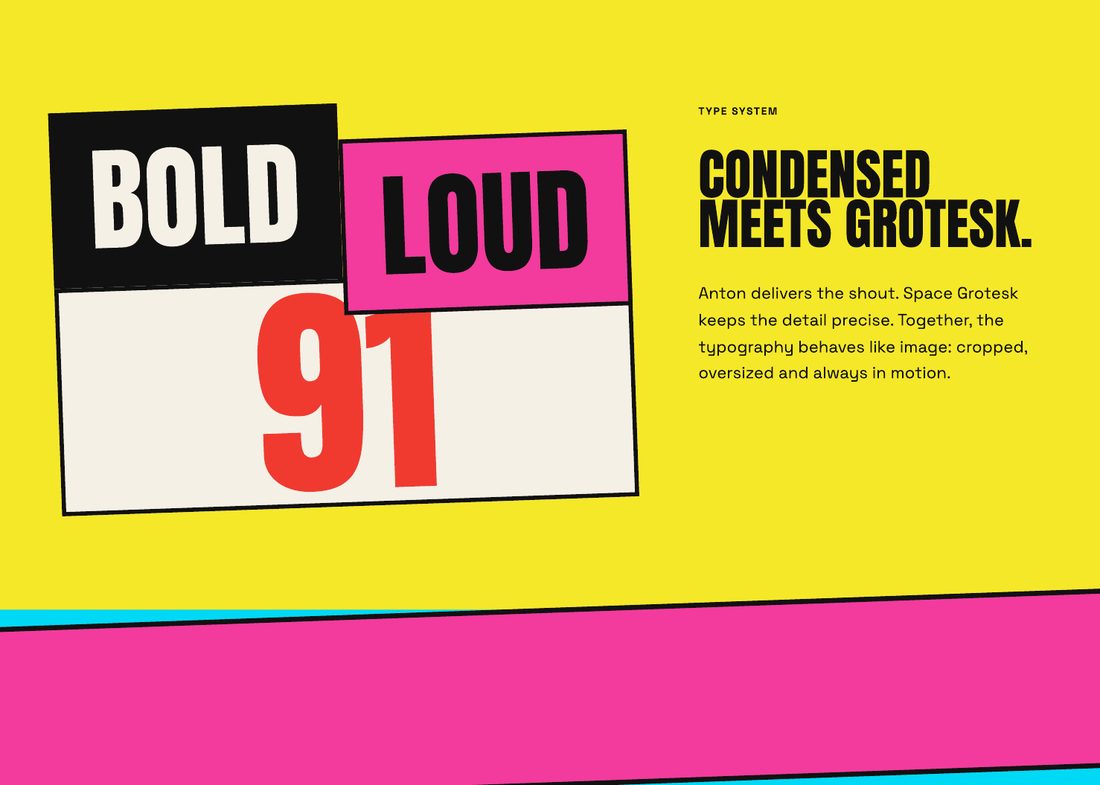 BOLD
LOUD
91
TYPE SYSTEM
CONDENSED
MEETS GROTESK.
Anton delivers the shout. Space Grotesk
keeps the detail precise. Together, the
typography behaves like image: cropped,
oversized and always in motion.